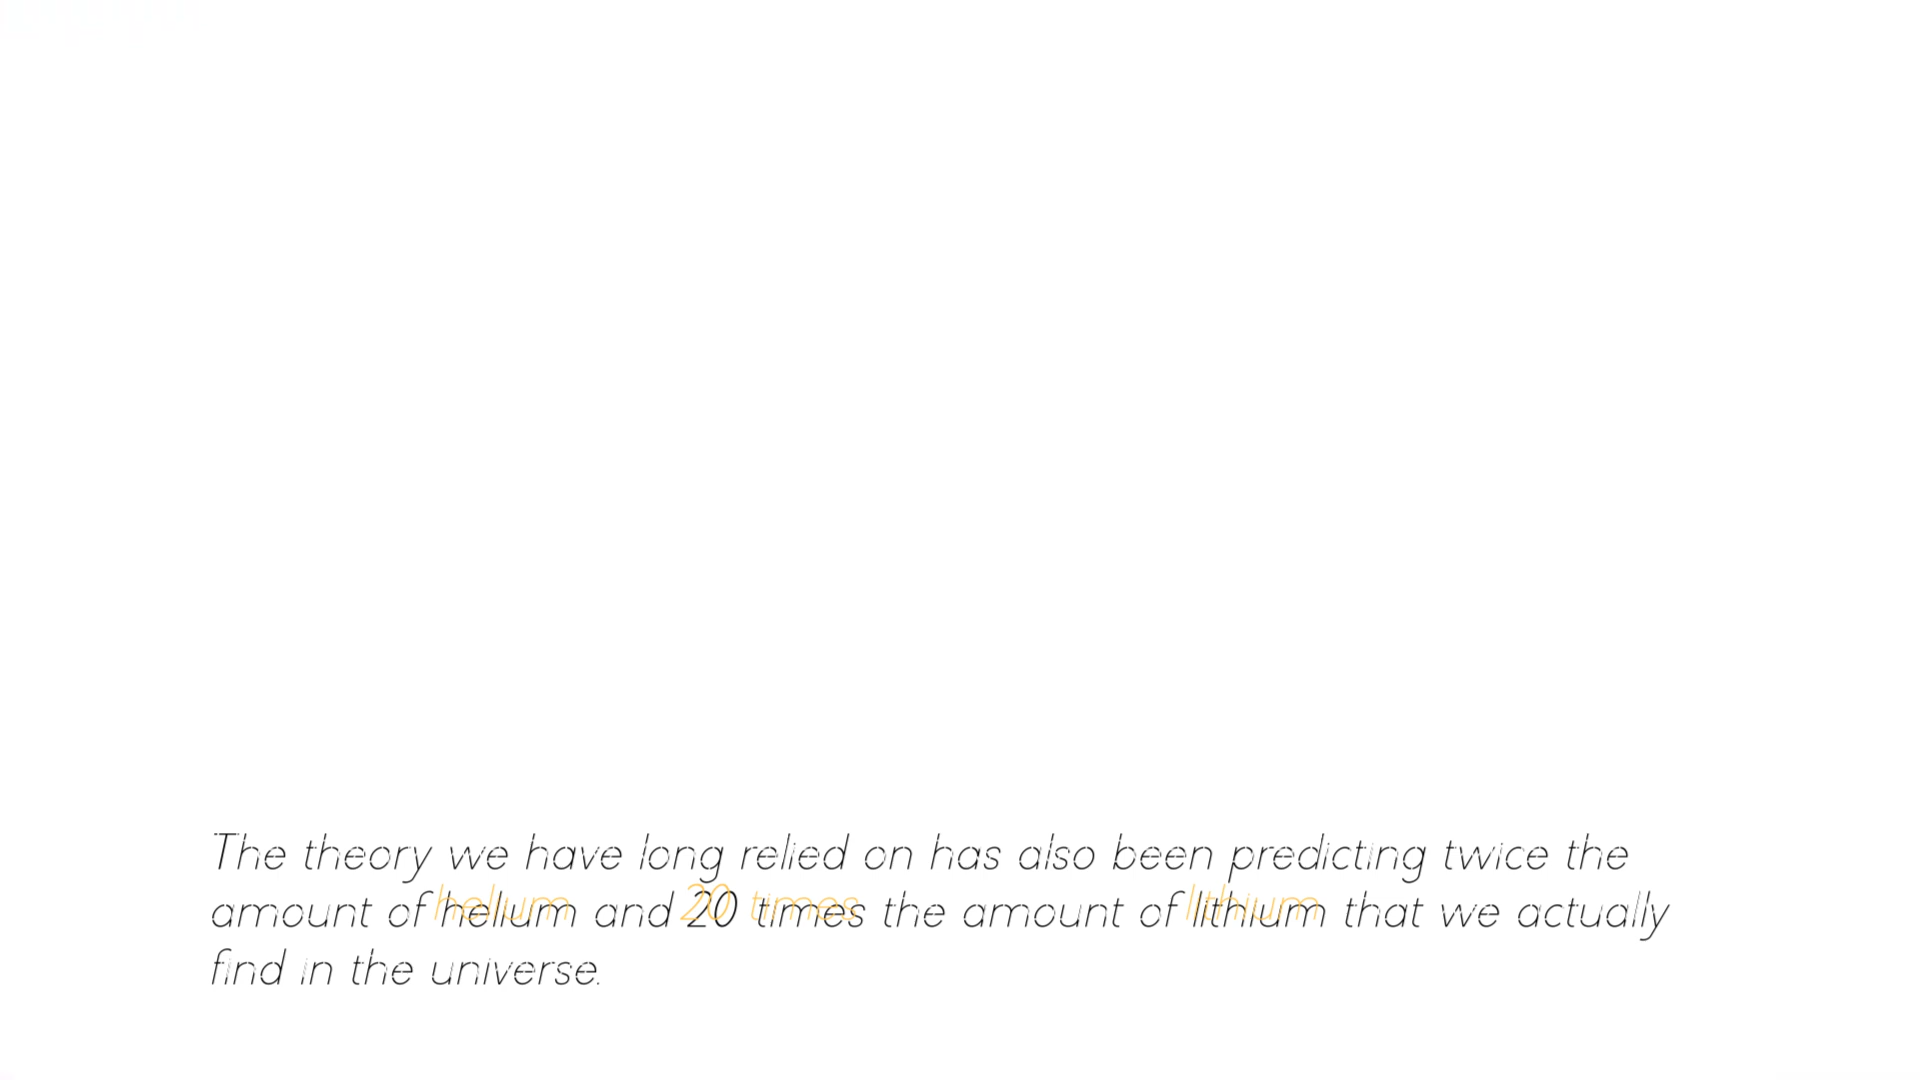 The theory we have long relied on has also been predicting twice the
amount of helium and 20 times the amount of lithium that we actually
find in the universe.